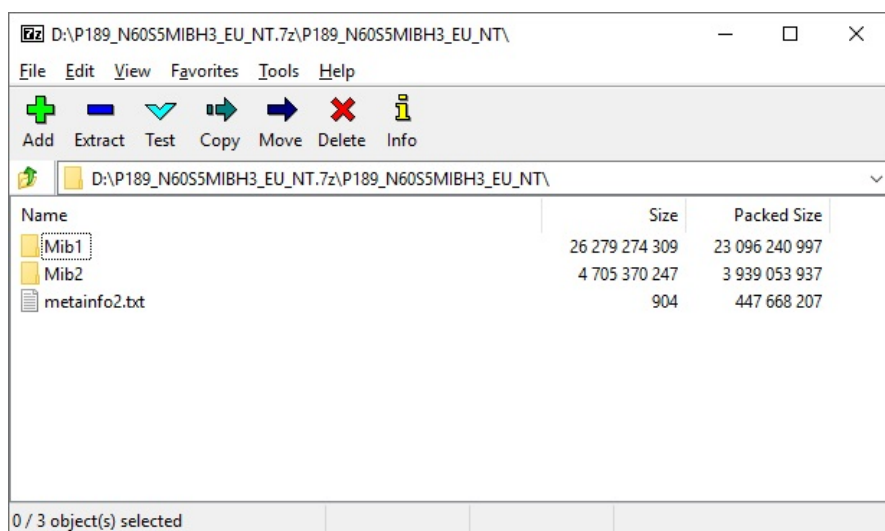 D:\P189_N60S5MIBH3_EU_NT.7z\P189_N60S5MIBH3_EU_NT\
File Edit View Favorites Tools Help
Add Extract Test Copy Move Delete Info
D:\P189_N60S5MIBH3_EU_NT.7z\P189_N60S5MIBH3_EU_NT\
Name Size Packed Size
Mib1 26 279 274 309 23 096 240 997
Mib2 4 705 370 247 3 939 053 937
metainfo2.txt 904 447 668 207
0 / 3 object(s) selected